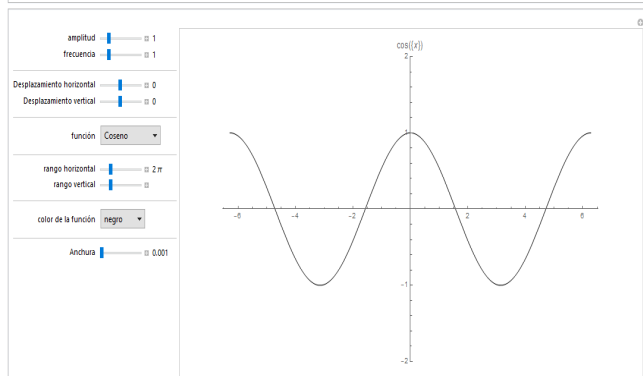 amplitud 1
frecuencia 1
Desplazamiento horizontal 0
Desplazamiento vertical 0
función Coseno
rango horizontal 2 π
rango vertical
color de la función negro
Anchura 0.001
cos({x})
2
1
-6 -4 -2 0 2 4 6
-1
-2